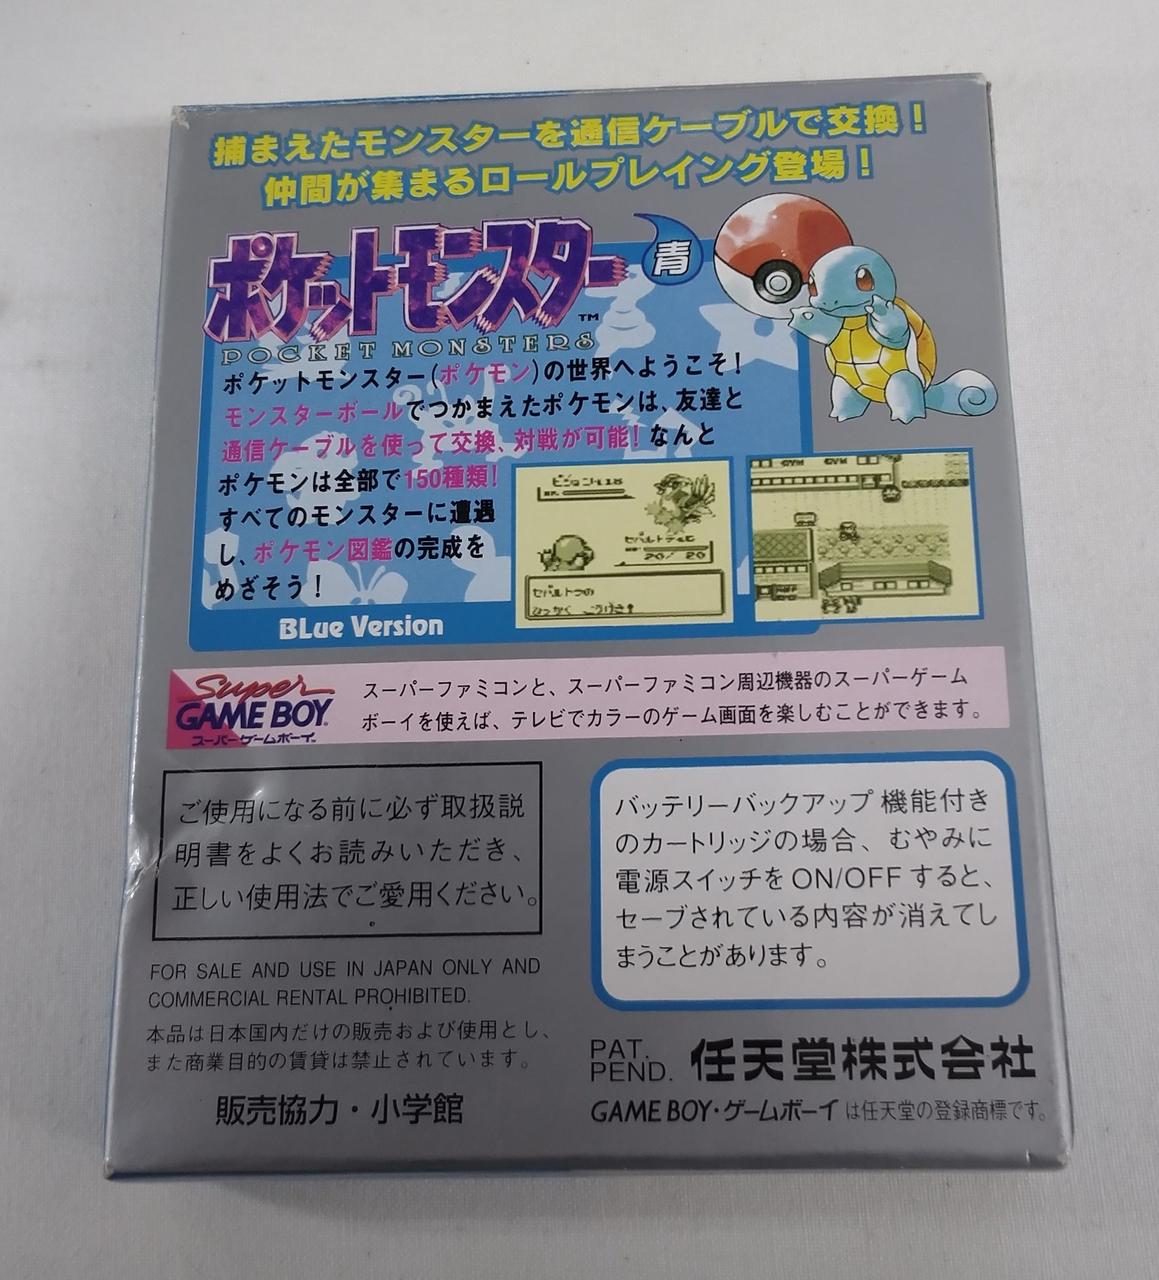 捕まえたモンスターを通信ケーブルで交換！
仲間が集まるロールプレイング登場！
ポケットモンスター
TM
青
POCKET MONSTERS
ポケットモンスター(ポケモン)の世界へようこそ！
モンスターボールでつかまえたポケモンは、友達と
通信ケーブルを使って交換、対戦が可能！なんと
ポケモンは全部で150種類！
すべてのモンスターに遭遇
し、ポケモン図鑑の完成を
めざそう！
20/ 20
GYM GYM
BLue Version
Super
GAME BOY
スーパーゲームボーイ
スーパーファミコンと、スーパーファミコン周辺機器のスーパーゲーム
ボーイを使えば、テレビでカラーのゲーム画面を楽しむことができます。
ご使用になる前に必ず取扱説
明書をよくお読みいただき、
正しい使用法でご愛用ください。
バッテリーバックアップ機能付き
のカートリッジの場合、むやみに
電源スイッチをON/OFFすると、
セーブされている内容が消えてし
まうことがあります。
FOR SALE AND USE IN JAPAN ONLY AND
COMMERCIAL RENTAL PROHIBITED.
本品は日本国内だけの販売および使用とし、
また商業目的の賃貸は禁止されています。
販売協力・小学館
PAT.
PEND.
任天堂株式会社
GAME BOY・ゲームボーイは任天堂の登録商標です。